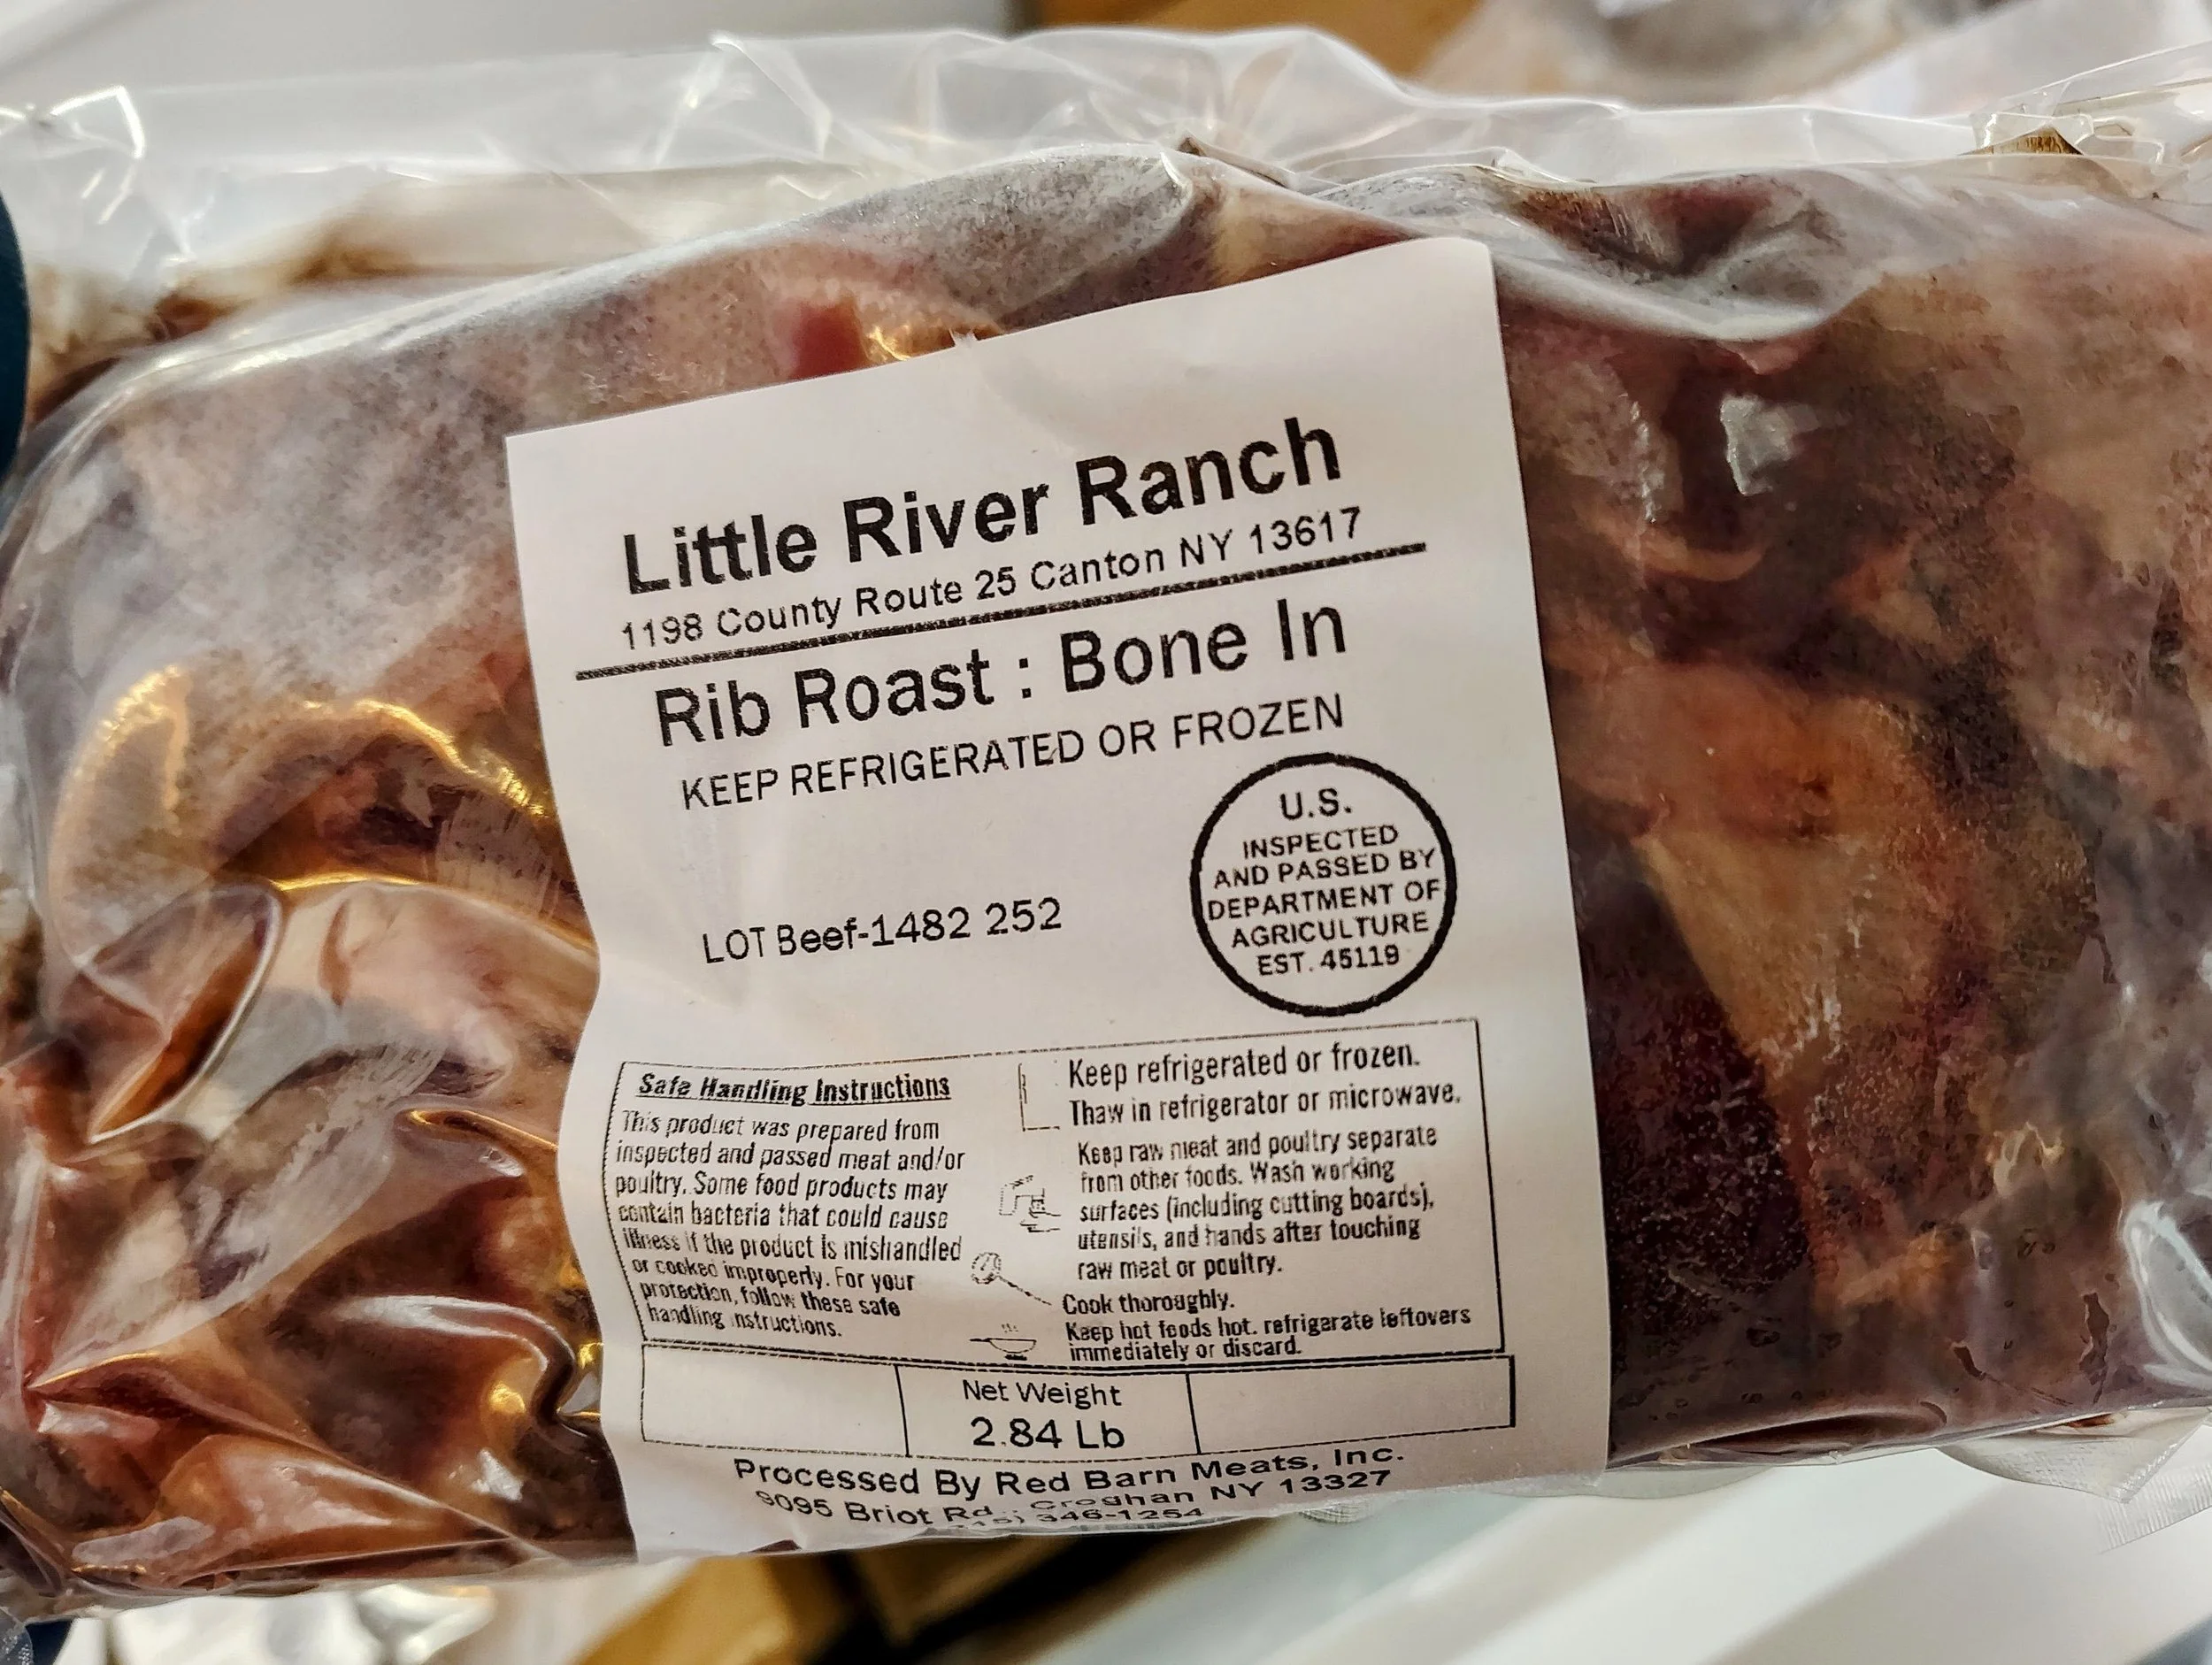 Little River Ranch
1198 County Route 25 Canton NY 13617
Rib Roast : Bone In
KEEP REFRIGERATED OR FROZEN
LOT Beef-1482 252
U.S.
INSPECTED
AND PASSED BY
DEPARTMENT OF
AGRICULTURE
EST. 45119
Safe Handling Instructions
This product was prepared from
inspected and passed meat and/or
poultry. Some food products may
contain bacteria that could cause
illness if the product is mishandled
or cooked improperly. For your
protection, follow these safe
handling instructions.
Keep refrigerated or frozen.
Thaw in refrigerator or microwave.
Keep raw meat and poultry separate
from other foods. Wash working
surfaces (including cutting boards),
utensils, and hands after touching
raw meat or poultry.
Cook thoroughly.
Keep hot foods hot. refrigerate leftovers
immediately or discard.
Net Weight
2.84 Lb
Processed By Red Barn Meats, Inc.
9095 Briot Rd. Croghan NY 13327
346-1254